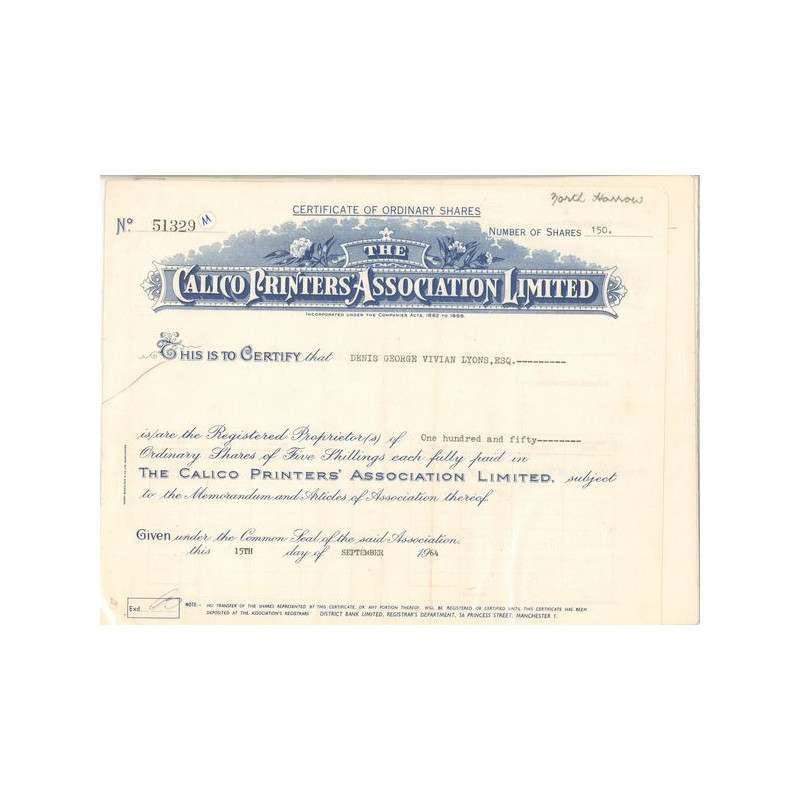 North Harrow
CERTIFICATE OF ORDINARY SHARES
No. 51329 M
NUMBER OF SHARES 150.
THE
CALICO PRINTERS' ASSOCIATION LIMITED
INCORPORATED UNDER THE COMPANIES ACTS, 1862 TO 1898.
THIS IS TO CERTIFY that DENIS GEORGE VIVIAN LYONS,ESQ.---------
is/are the Registered Proprietor(s) of One hundred and fifty--------
Ordinary Shares of Five Shillings each fully paid in
THE CALICO PRINTERS' ASSOCIATION LIMITED, subject
to the Memorandum and Articles of Association thereof.
Given under the Common Seal of the said Association,
this 15TH day of SEPTEMBER 1964
Exd.
NOTE:- NO TRANSFER OF THE SHARES REPRESENTED BY THIS CERTIFICATE, OR ANY PORTION THEREOF, WILL BE REGISTERED OR CERTIFIED UNTIL THIS CERTIFICATE HAS BEEN
DEPOSITED AT THE ASSOCIATION'S REGISTRARS DISTRICT BANK LIMITED, REGISTRAR'S DEPARTMENT, 56 PRINCESS STREET, MANCHESTER 1.